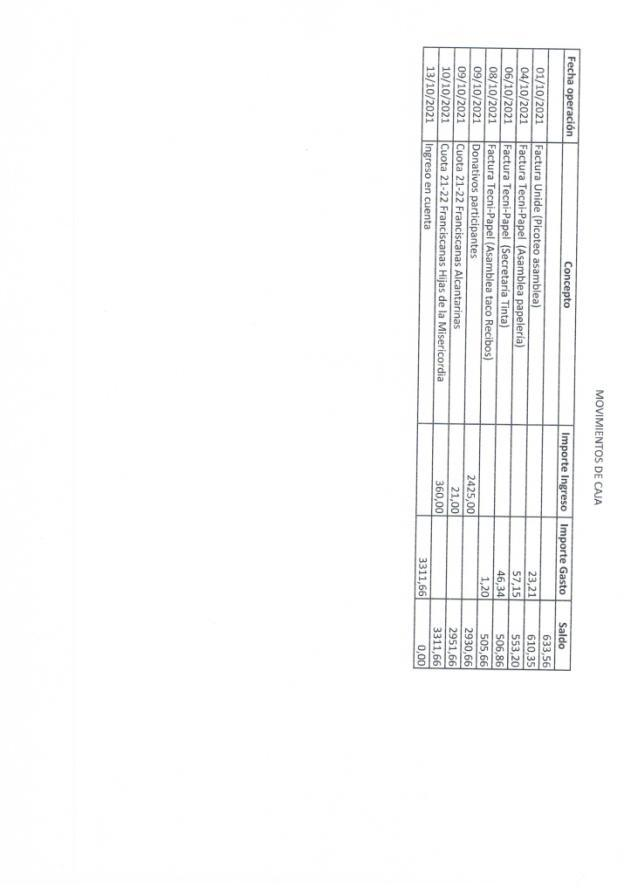 MOVIMIENTOS DE CAJA
Fecha operación Concepto Importe Ingreso Importe Gasto Saldo
633,56
01/10/2021 Factura Unide (Picoteo asamblea) 23,21 610,35
04/10/2021 Factura Tecni-Papel (Asamblea papelería) 57,15 553,20
06/10/2021 Factura Tecni-Papel (Secretaria Tinta) 46,34 506,86
08/10/2021 Factura Tecni-Papel (Asamblea taco Recibos) 1,20 505,66
09/10/2021 Donativos participantes 2425,00 2930,66
09/10/2021 Cuota 21-22 Franciscanas Alcantarinas 21,00 2951,66
10/10/2021 Cuota 21-22 Franciscanas Hijas de la Misericordia 360,00 3311,66
13/10/2021 Ingreso en cuenta 3311,66 0,00